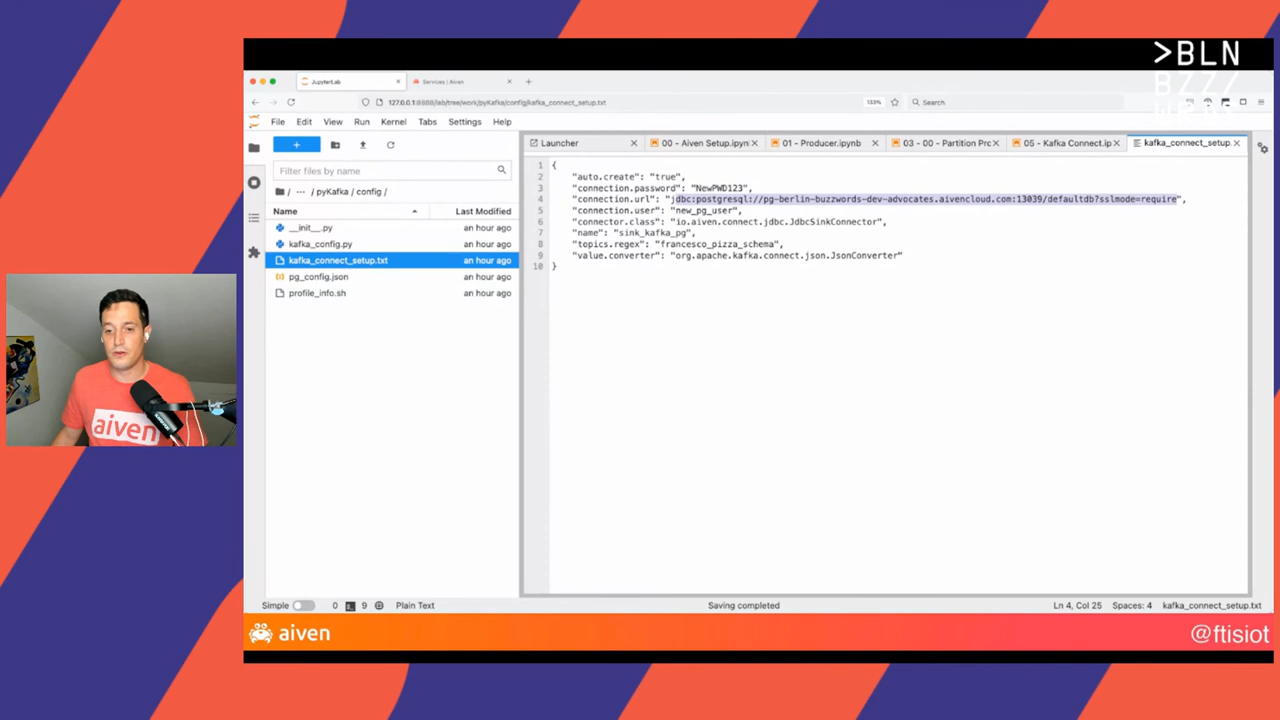 >BLN
BZZ/
WRDS
JupyterLab
Services | Aiven
127.0.0.1:8888/lab/tree/work/pyKafka/config/kafka_connect_setup.txt
133%
Search
File Edit View Run Kernel Tabs Settings Help
Launcher
00 - Aiven Setup.ipyn
01 - Producer.ipynb
03 - 00 - Partition Prc
05 - Kafka Connect.ip
kafka_connect_setup.
Filter files by name
/ ··· / pyKafka / config /
Name Last Modified
__init__.py an hour ago
kafka_config.py an hour ago
kafka_connect_setup.txt an hour ago
pg_config.json an hour ago
profile_info.sh an hour ago
1 {
2 "auto.create": "true",
3 "connection.password": "NewPWD123",
4 "connection.url": "jdbc:postgresql://pg-berlin-buzzwords-dev-advocates.aivencloud.com:13039/defaultdb?sslmode=require",
5 "connection.user": "new_pg_user",
6 "connector.class": "io.aiven.connect.jdbc.JdbcSinkConnector",
7 "name": "sink_kafka_pg",
8 "topics.regex": "francesco_pizza_schema",
9 "value.converter": "org.apache.kafka.connect.json.JsonConverter"
10 }
aiven
Simple 0 9 Plain Text Saving completed Ln 4, Col 25 Spaces: 4 kafka_connect_setup.txt
aiven
@ftisiot